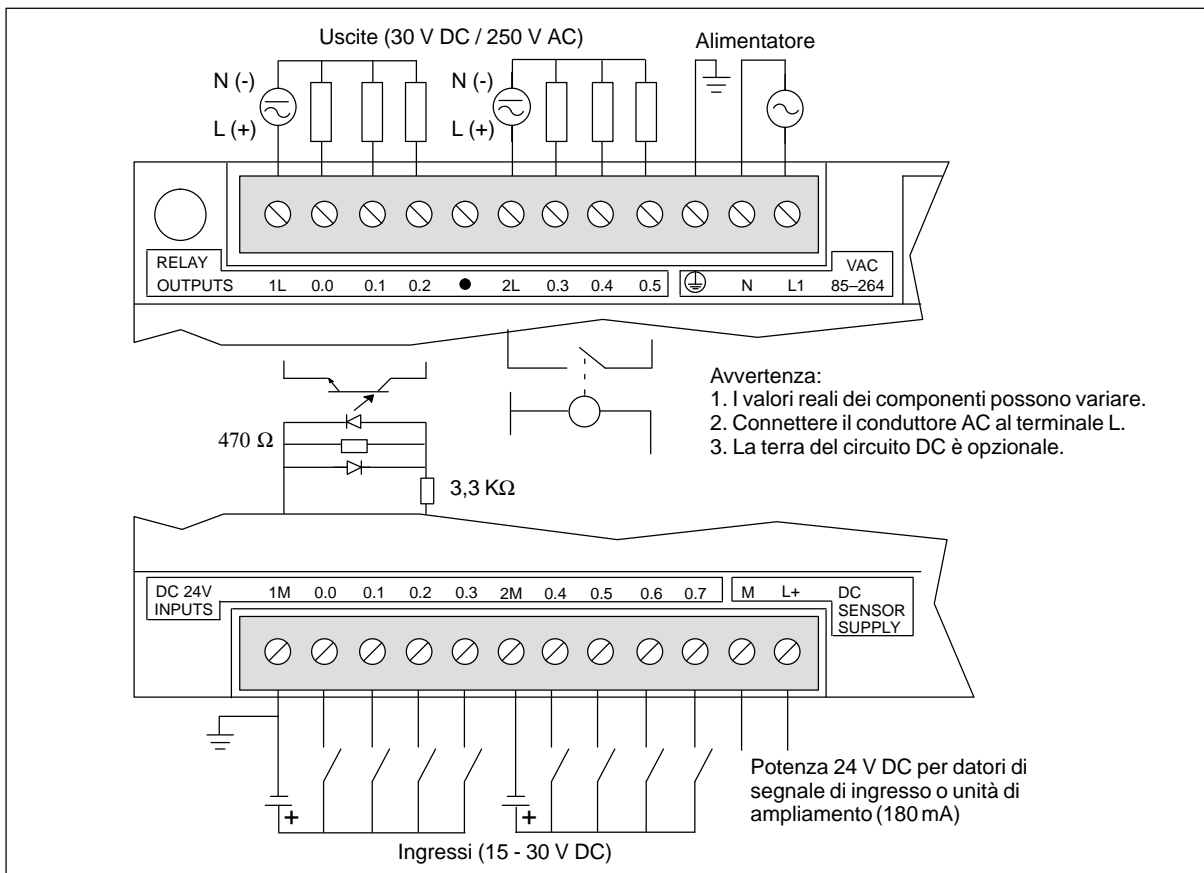 Uscite (30 V DC / 250 V AC)
Alimentatore
N (-)
N (-)
L (+)
L (+)
RELAY
OUTPUTS
1L 0.0 0.1 0.2 ● 2L 0.3 0.4 0.5
N L1
VAC
85–264
Avvertenza:
1. I valori reali dei componenti possono variare.
2. Connettere il conduttore AC al terminale L.
3. La terra del circuito DC è opzionale.
470 Ω
3,3 KΩ
DC 24V
INPUTS
1M 0.0 0.1 0.2 0.3 2M 0.4 0.5 0.6 0.7
M L+
DC
SENSOR
SUPPLY
+
+
Potenza 24 V DC per datori di
segnale di ingresso o unità di
ampliamento (180 mA)
Ingressi (15 - 30 V DC)